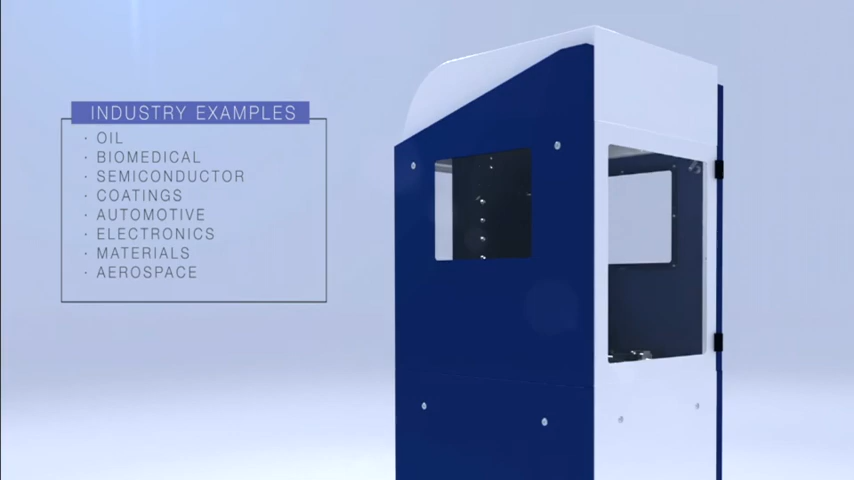 INDUSTRY EXAMPLES
· OIL
· BIOMEDICAL
· SEMICONDUCTOR
· COATINGS
· AUTOMOTIVE
· ELECTRONICS
· MATERIALS
· AEROSPACE